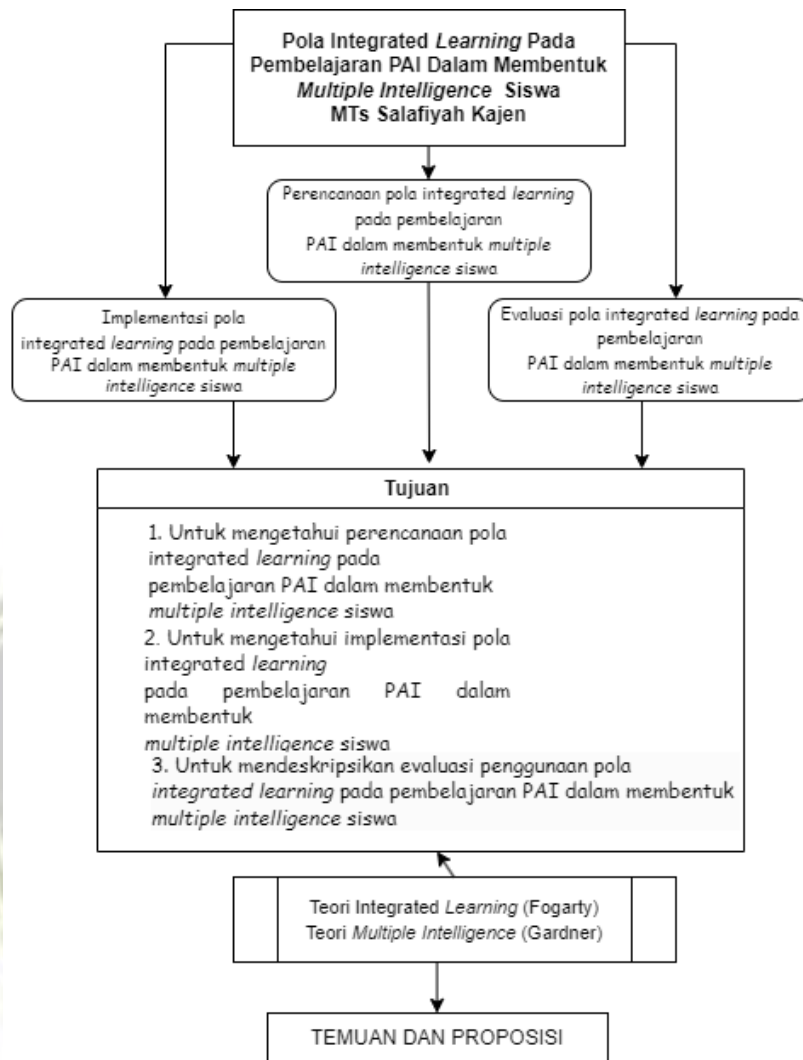 Pola Integrated Learning Pada
Pembelajaran PAI Dalam Membentuk
Multiple Intelligence Siswa
MTs Salafiyah Kajen
Perencanaan pola integrated learning
pada pembelajaran
PAI dalam membentuk multiple
intelligence siswa
Implementasi pola
integrated learning pada pembelajaran
PAI dalam membentuk multiple
intelligence siswa
Evaluasi pola integrated learning pada
pembelajaran
PAI dalam membentuk multiple
intelligence siswa
Tujuan
1. Untuk mengetahui perencanaan pola
integrated learning pada
pembelajaran PAI dalam membentuk
multiple intelligence siswa
2. Untuk mengetahui implementasi pola
integrated learning
pada pembelajaran PAI dalam
membentuk
multiple intelligence siswa
3. Untuk mendeskripsikan evaluasi penggunaan pola
integrated learning pada pembelajaran PAI dalam membentuk
multiple intelligence siswa
Teori Integrated Learning (Fogarty)
Teori Multiple Intelligence (Gardner)
TEMUAN DAN PROPOSISI